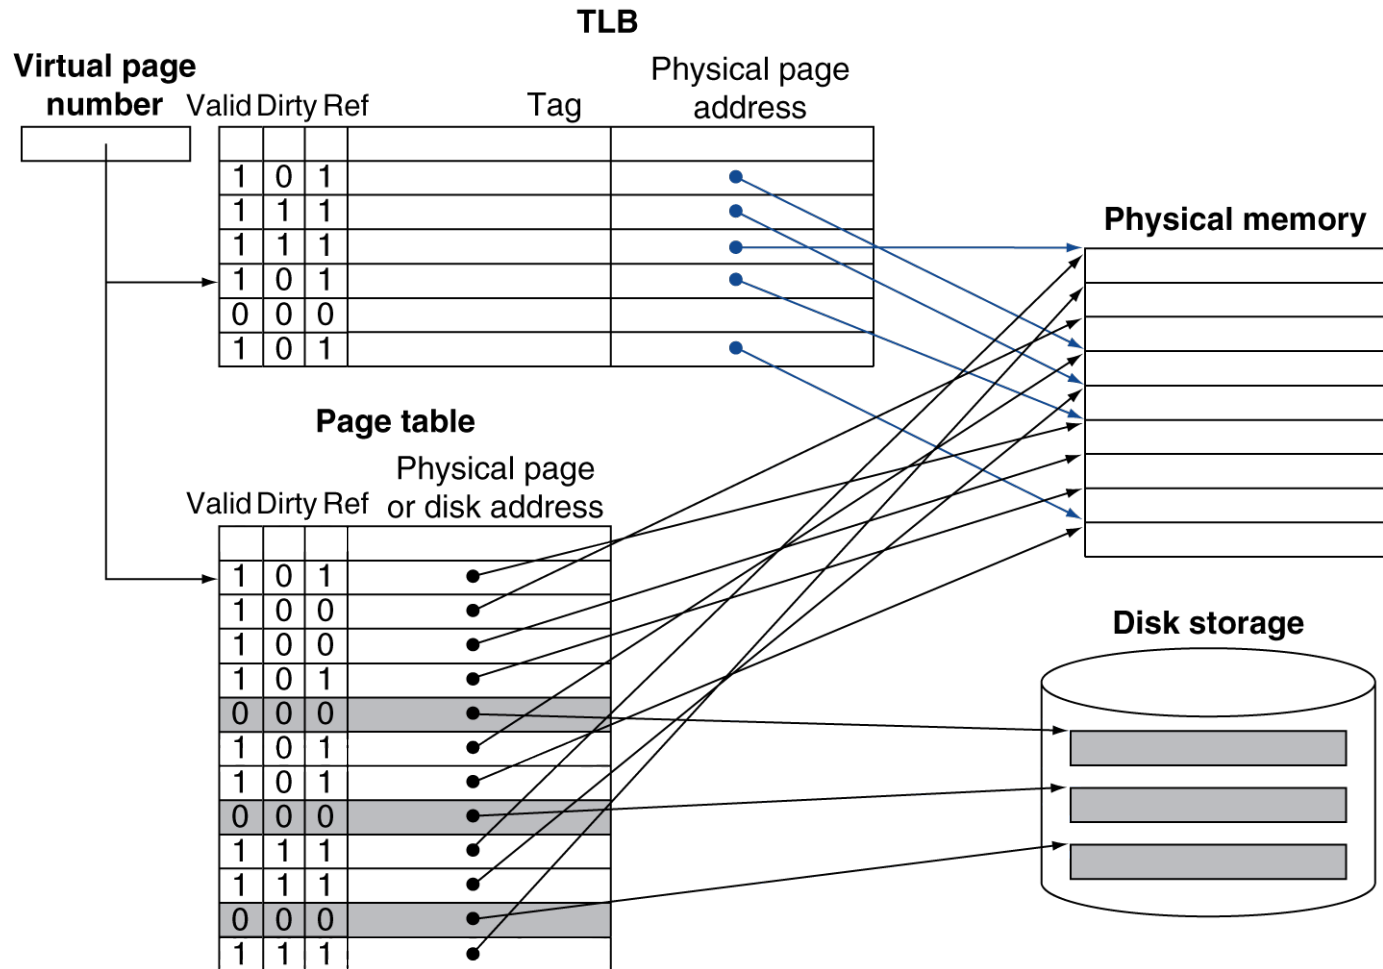 TLB
Virtual page
number
Valid Dirty Ref
Tag
Physical page
address
1 0 1
1 1 1
1 1 1
1 0 1
0 0 0
1 0 1
Physical memory
Page table
Valid Dirty Ref
Physical page
or disk address
1 0 1
1 0 0
1 0 0
1 0 1
0 0 0
1 0 1
1 0 1
0 0 0
1 1 1
1 1 1
0 0 0
1 1 1
Disk storage